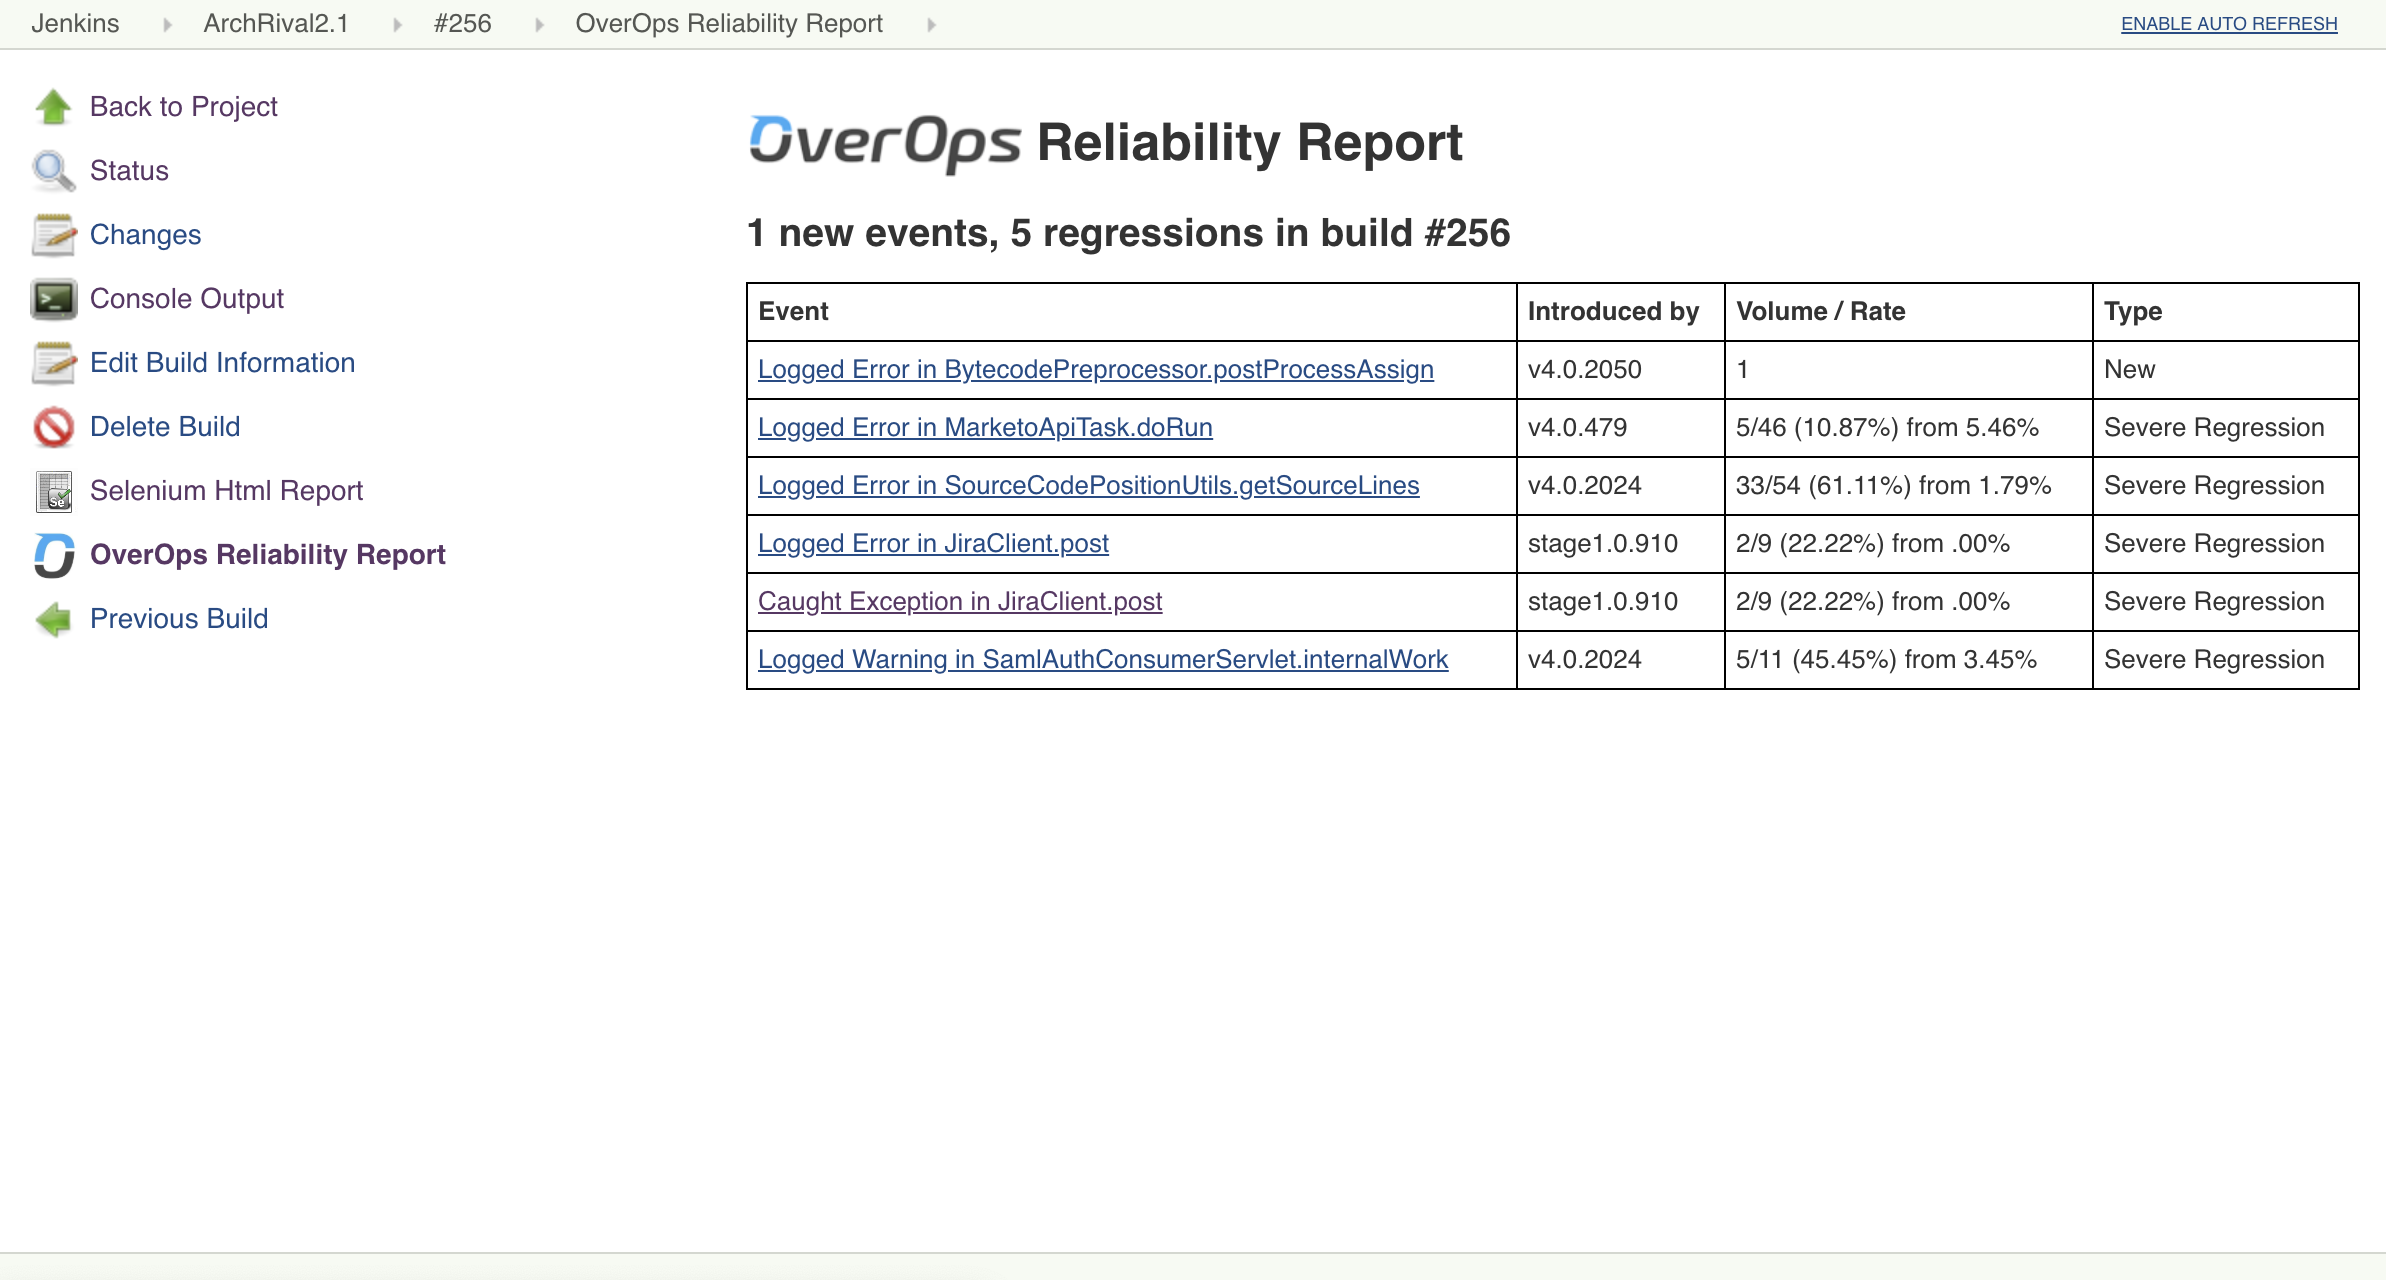 Jenkins ArchRival2.1 #256 OverOps Reliability Report ENABLE AUTO REFRESH
Back to Project
Status
Changes
Console Output
Edit Build Information
Delete Build
Se
Selenium Html Report
OverOps Reliability Report
Previous Build
OverOps Reliability Report
1 new events, 5 regressions in build #256
Event Introduced by Volume / Rate Type
Logged Error in BytecodePreprocessor.postProcessAssign v4.0.2050 1 New
Logged Error in MarketoApiTask.doRun v4.0.479 5/46 (10.87%) from 5.46% Severe Regression
Logged Error in SourceCodePositionUtils.getSourceLines v4.0.2024 33/54 (61.11%) from 1.79% Severe Regression
Logged Error in JiraClient.post stage1.0.910 2/9 (22.22%) from .00% Severe Regression
Caught Exception in JiraClient.post stage1.0.910 2/9 (22.22%) from .00% Severe Regression
Logged Warning in SamlAuthConsumerServlet.internalWork v4.0.2024 5/11 (45.45%) from 3.45% Severe Regression